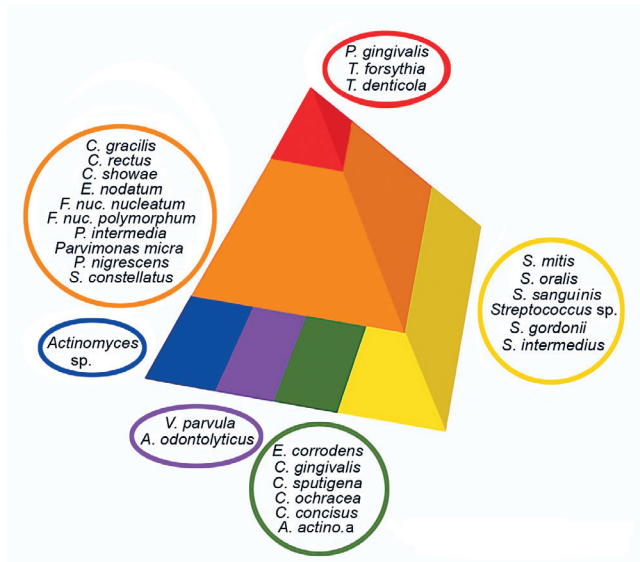 P. gingivalis
T. forsythia
T. denticola
C. gracilis
C. rectus
C. showae
E. nodatum
F. nuc. nucleatum
F. nuc. polymorphum
P. intermedia
Parvimonas micra
P. nigrescens
S. constellatus
S. mitis
S. oralis
S. sanguinis
Streptococcus sp.
S. gordonii
S. intermedius
Actinomyces
sp.
V. parvula
A. odontolyticus
E. corrodens
C. gingivalis
C. sputigena
C. ochracea
C. concisus
A. actino.a